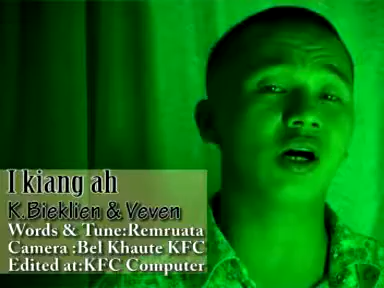 I kiang ah
K.Bieklien & Veven
Words & Tune:Remruata
Camera :Bel Khaute KFC
Edited at:KFC Computer